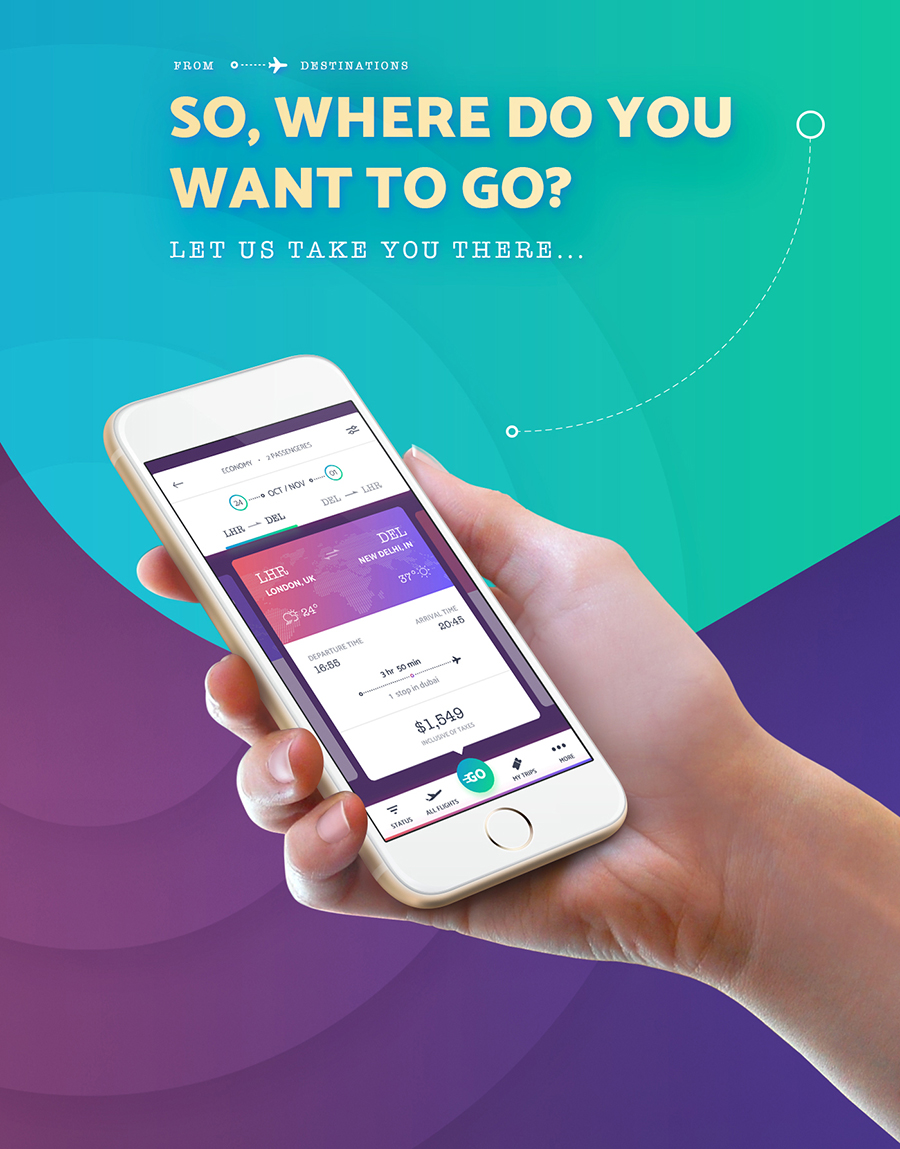 FROM DESTINATIONS
SO, WHERE DO YOU
WANT TO GO?
LET US TAKE YOU THERE...
ECONOMY • 2 PASSENGERES
24 OCT / NOV 01
LHR DEL DEL LHR
LHR DEL
LONDON, UK NEW DELHI, IN
24° 37°
DEPARTURE TIME ARRIVAL TIME
16:55 20:45
3 hr 50 min
1 stop in dubai
$1,549
INCLUSIVE OF TAXES
STATUS ALL FLIGHTS GO MY TRIPS MORE